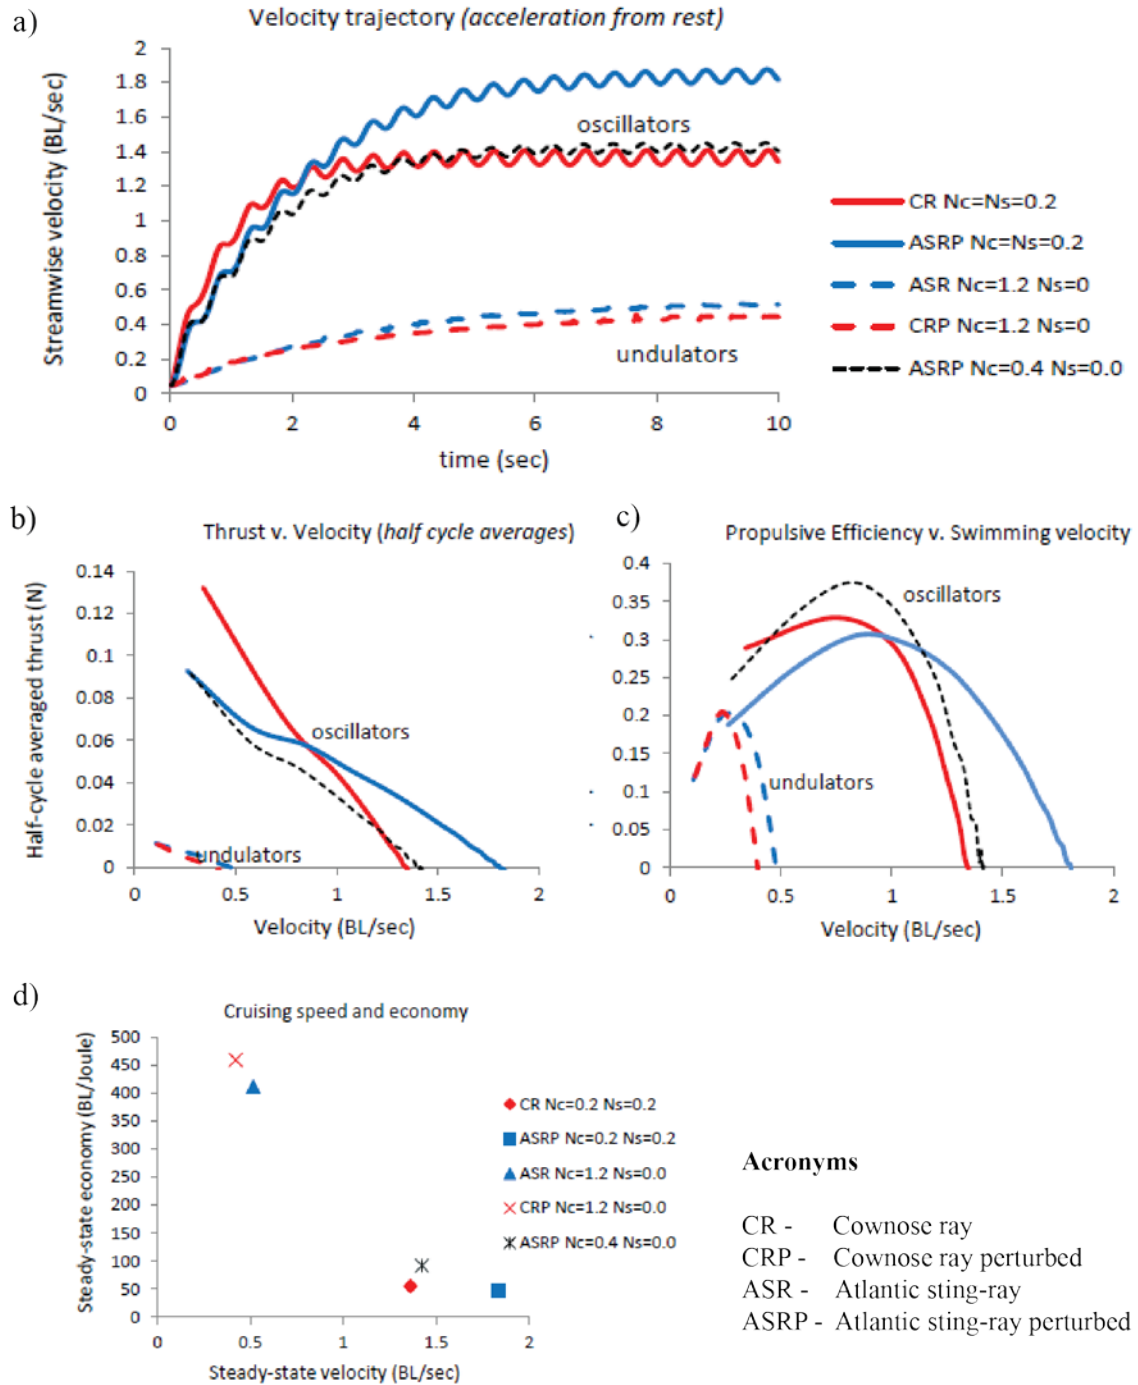 a)
Velocity trajectory (acceleration from rest)
Streamwise velocity (BL/sec)
2
1.8
1.6
1.4
1.2
1
0.8
0.6
0.4
0.2
0
oscillators
undulators
0 2 4 6 8 10
time (sec)
CR Nc=Ns=0.2
ASRP Nc=Ns=0.2
ASR Nc=1.2 Ns=0
CRP Nc=1.2 Ns=0
ASRP Nc=0.4 Ns=0.0
b)
Thrust v. Velocity (half cycle averages)
Half-cycle averaged thrust (N)
0.14
0.12
0.1
0.08
0.06
0.04
0.02
0
oscillators
undulators
0 0.5 1 1.5 2
Velocity (BL/sec)
c)
Propulsive Efficiency v. Swimming velocity
0.4
0.35
0.3
0.25
0.2
0.15
0.1
0.05
0
oscillators
undulators
0 0.5 1 1.5 2
Velocity (BL/sec)
d)
Cruising speed and economy
Steady-state economy (BL/Joule)
500
450
400
350
300
250
200
150
100
50
0
0 0.5 1 1.5 2
Steady-state velocity (BL/sec)
CR Nc=0.2 Ns=0.2
ASRP Nc=0.2 Ns=0.2
ASR Nc=1.2 Ns=0.0
CRP Nc=1.2 Ns=0.0
ASRP Nc=0.4 Ns=0.0
Acronyms
CR - Cownose ray
CRP - Cownose ray perturbed
ASR - Atlantic sting-ray
ASRP - Atlantic sting-ray perturbed